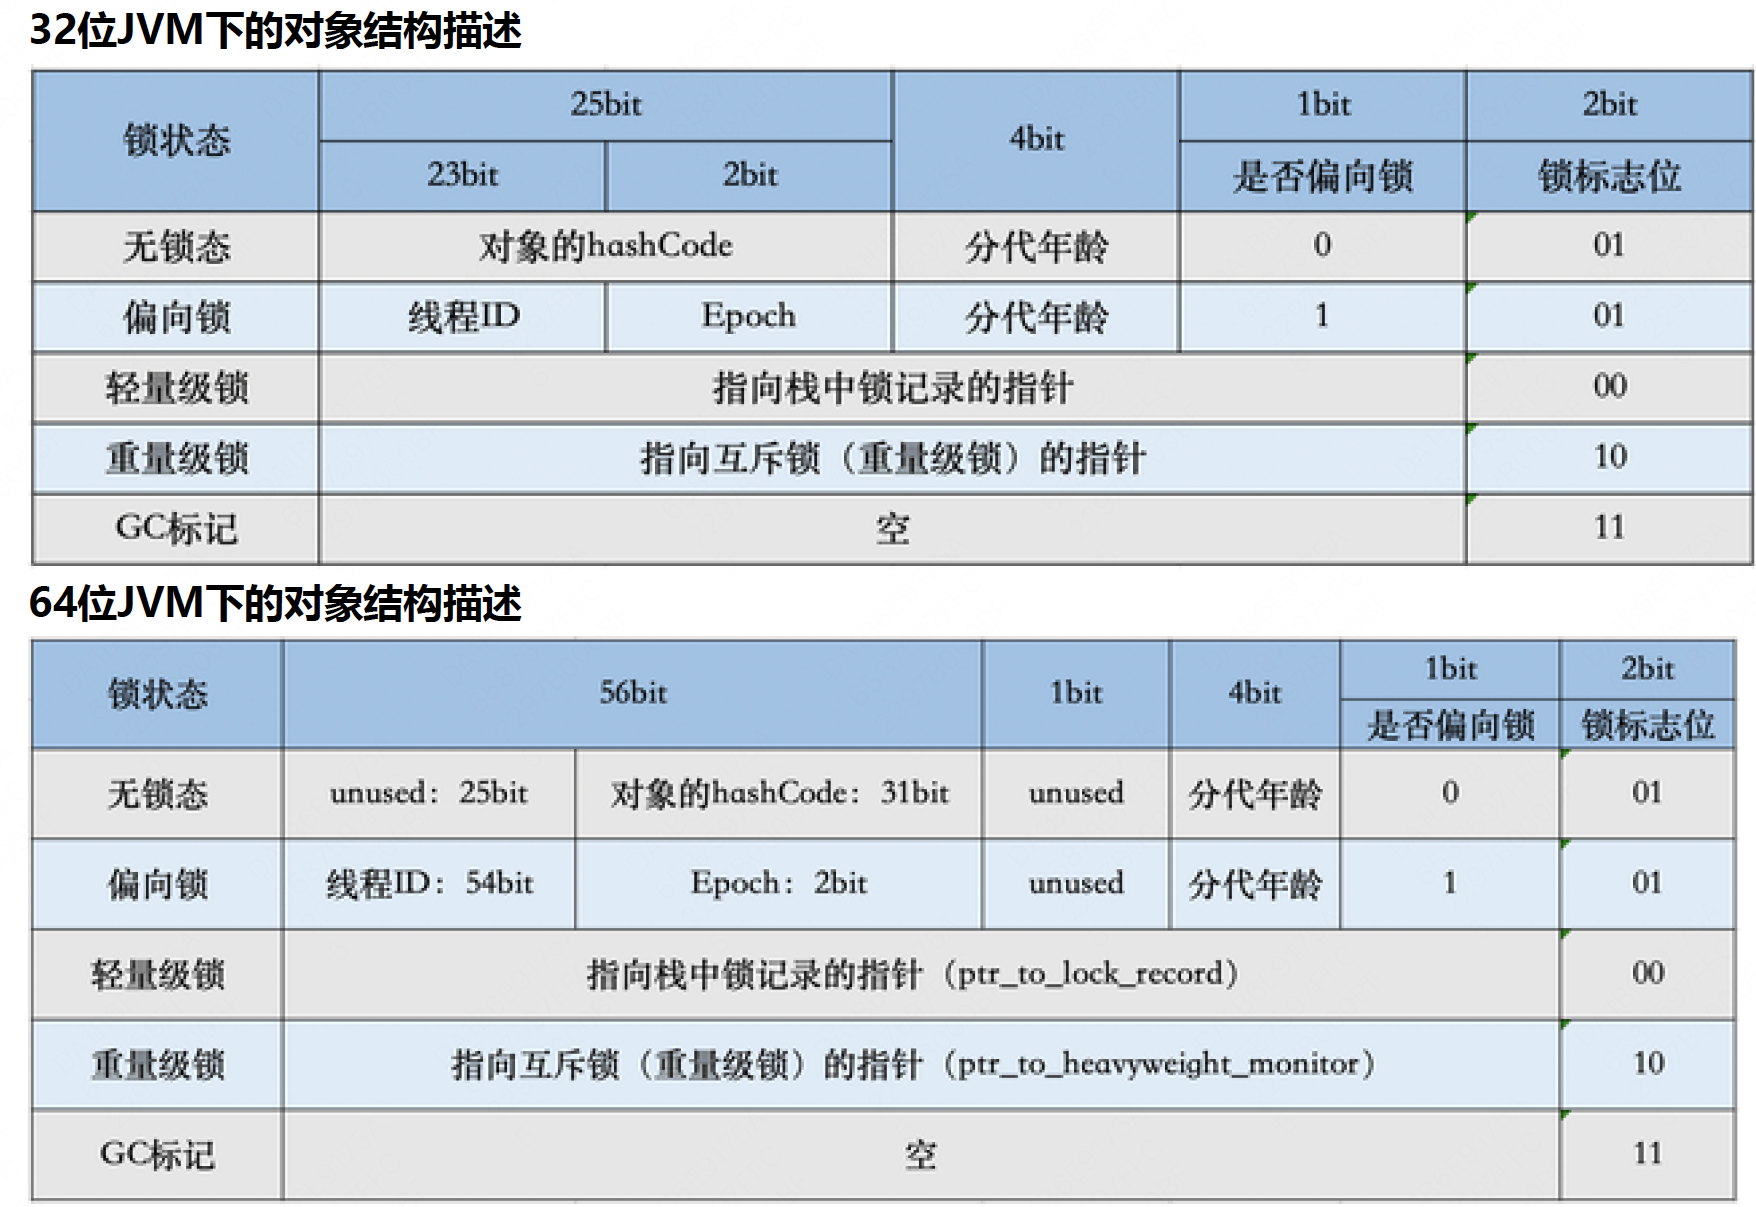 32位JVM下的对象结构描述
锁状态 25bit 4bit 1bit 2bit
23bit 2bit 是否偏向锁 锁标志位
无锁态 对象的hashCode 分代年龄 0 01
偏向锁 线程ID Epoch 分代年龄 1 01
轻量级锁 指向栈中锁记录的指针 00
重量级锁 指向互斥锁（重量级锁）的指针 10
GC标记 空 11
64位JVM下的对象结构描述
锁状态 56bit 1bit 4bit 1bit 2bit
是否偏向锁 锁标志位
无锁态 unused：25bit 对象的hashCode：31bit unused 分代年龄 0 01
偏向锁 线程ID：54bit Epoch：2bit unused 分代年龄 1 01
轻量级锁 指向栈中锁记录的指针（ptr_to_lock_record） 00
重量级锁 指向互斥锁（重量级锁）的指针（ptr_to_heavyweight_monitor） 10
GC标记 空 11